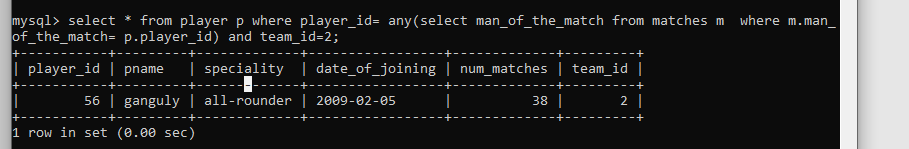 mysql> select * from player p where player_id= any(select man_of_the_match from matches m  where m.man_
of_the_match= p.player_id) and team_id=2;
+-----------+---------+-------------+-----------------+-------------+---------+
| player_id | pname   | speciality  | date_of_joining | num_matches | team_id |
+-----------+---------+-------------+-----------------+-------------+---------+
|        56 | ganguly | all-rounder | 2009-02-05      |          38 |       2 |
+-----------+---------+-------------+-----------------+-------------+---------+
1 row in set (0.00 sec)